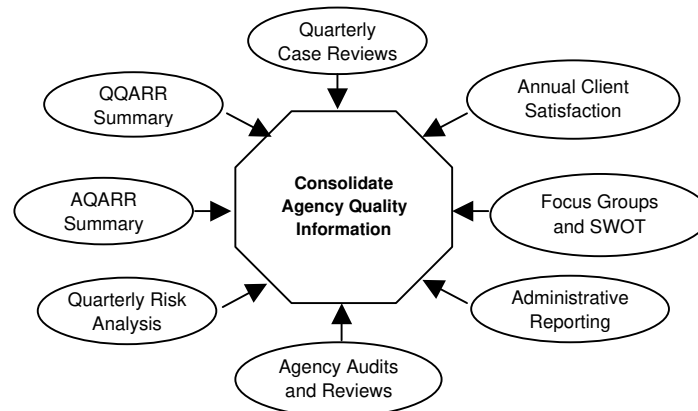 Quarterly
Case Reviews
QQARR
Summary
Annual Client
Satisfaction
Consolidate
Agency Quality
Information
AQARR
Summary
Focus Groups
and SWOT
Quarterly Risk
Analysis
Administrative
Reporting
Agency Audits
and Reviews